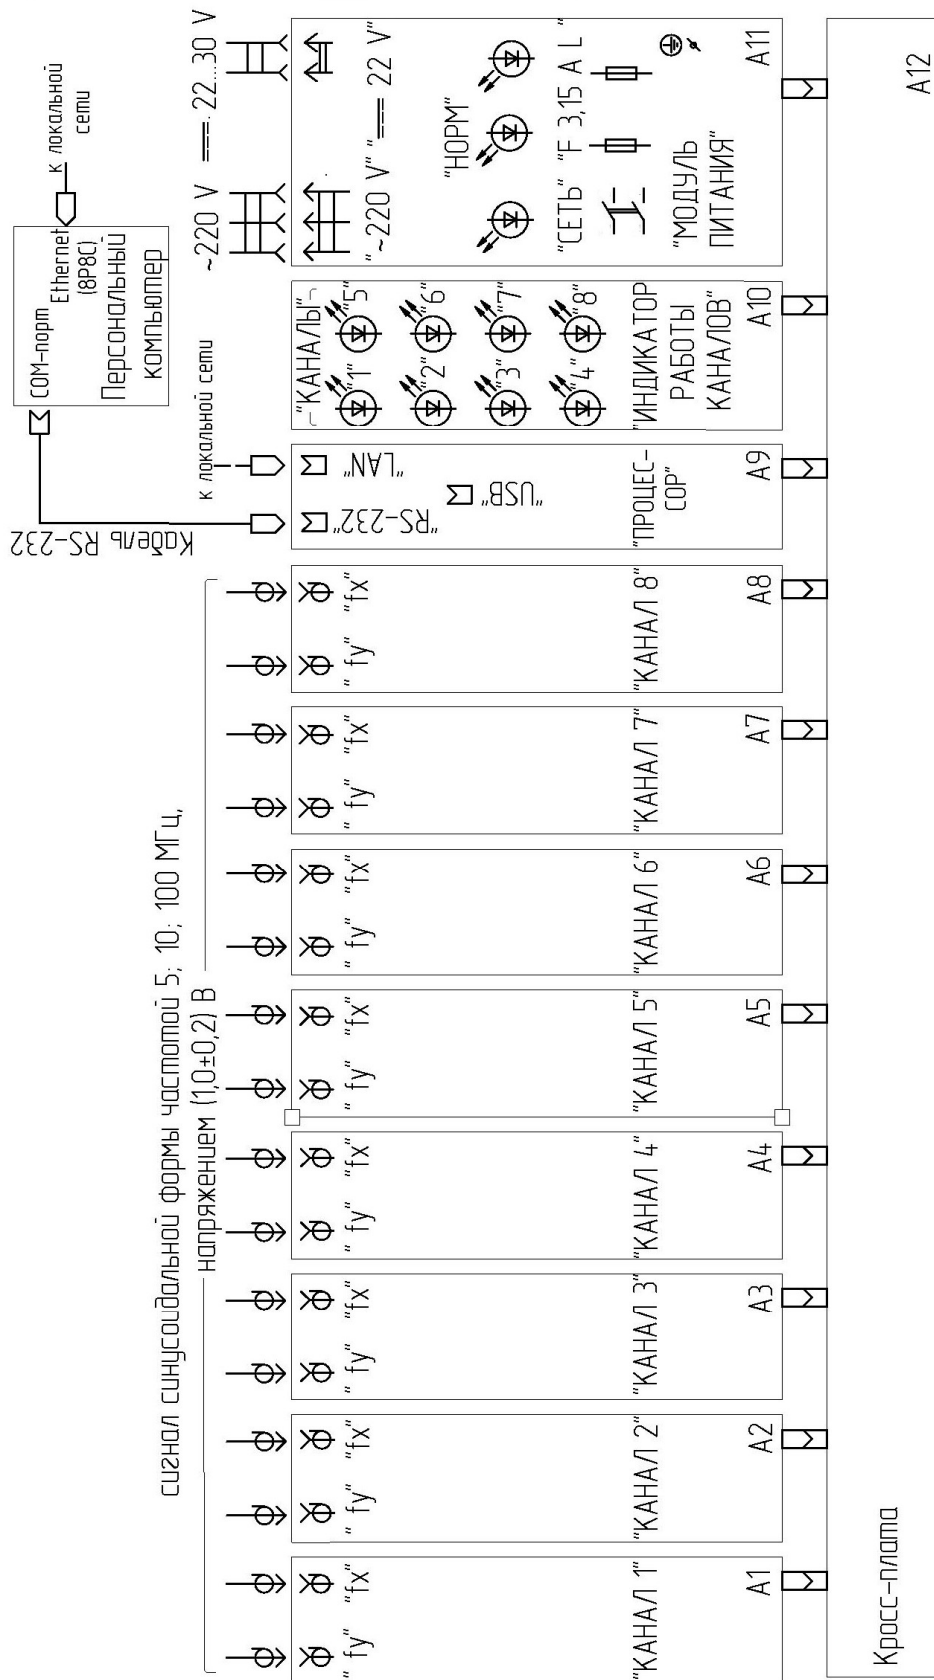 сигнал синусоидальной формы частотой 5; 10; 100 МГц,
напряжением (1,0±0,2) В
Кабель RS-232
COM-порт
Ethernet
(8P8C)
Персональный
компьютер
к локальной
сети
к локальной сети
~220 V
22...30 V
" fy" "fx"
"КАНАЛ 1"
A1
" fy" "fx"
"КАНАЛ 2"
A2
" fy" "fx"
"КАНАЛ 3"
A3
" fy" "fx"
"КАНАЛ 4"
A4
" fy" "fx"
"КАНАЛ 5"
A5
" fy" "fx"
"КАНАЛ 6"
A6
" fy" "fx"
"КАНАЛ 7"
A7
" fy" "fx"
"КАНАЛ 8"
A8
"RS-232"
"LAN"
"USB"
"ПРОЦЕС-
СОР"
A9
"КАНАЛЫ"
"1" "5"
"2" "6"
"3" "7"
"4" "8"
"ИНДИКАТОР
РАБОТЫ
КАНАЛОВ"
A10
"~220 V" "=== 22 V"
"НОРМ"
"СЕТЬ" "F 3,15 A L"
"МОДУЛЬ
ПИТАНИЯ"
A11
Кросс-плата
A12